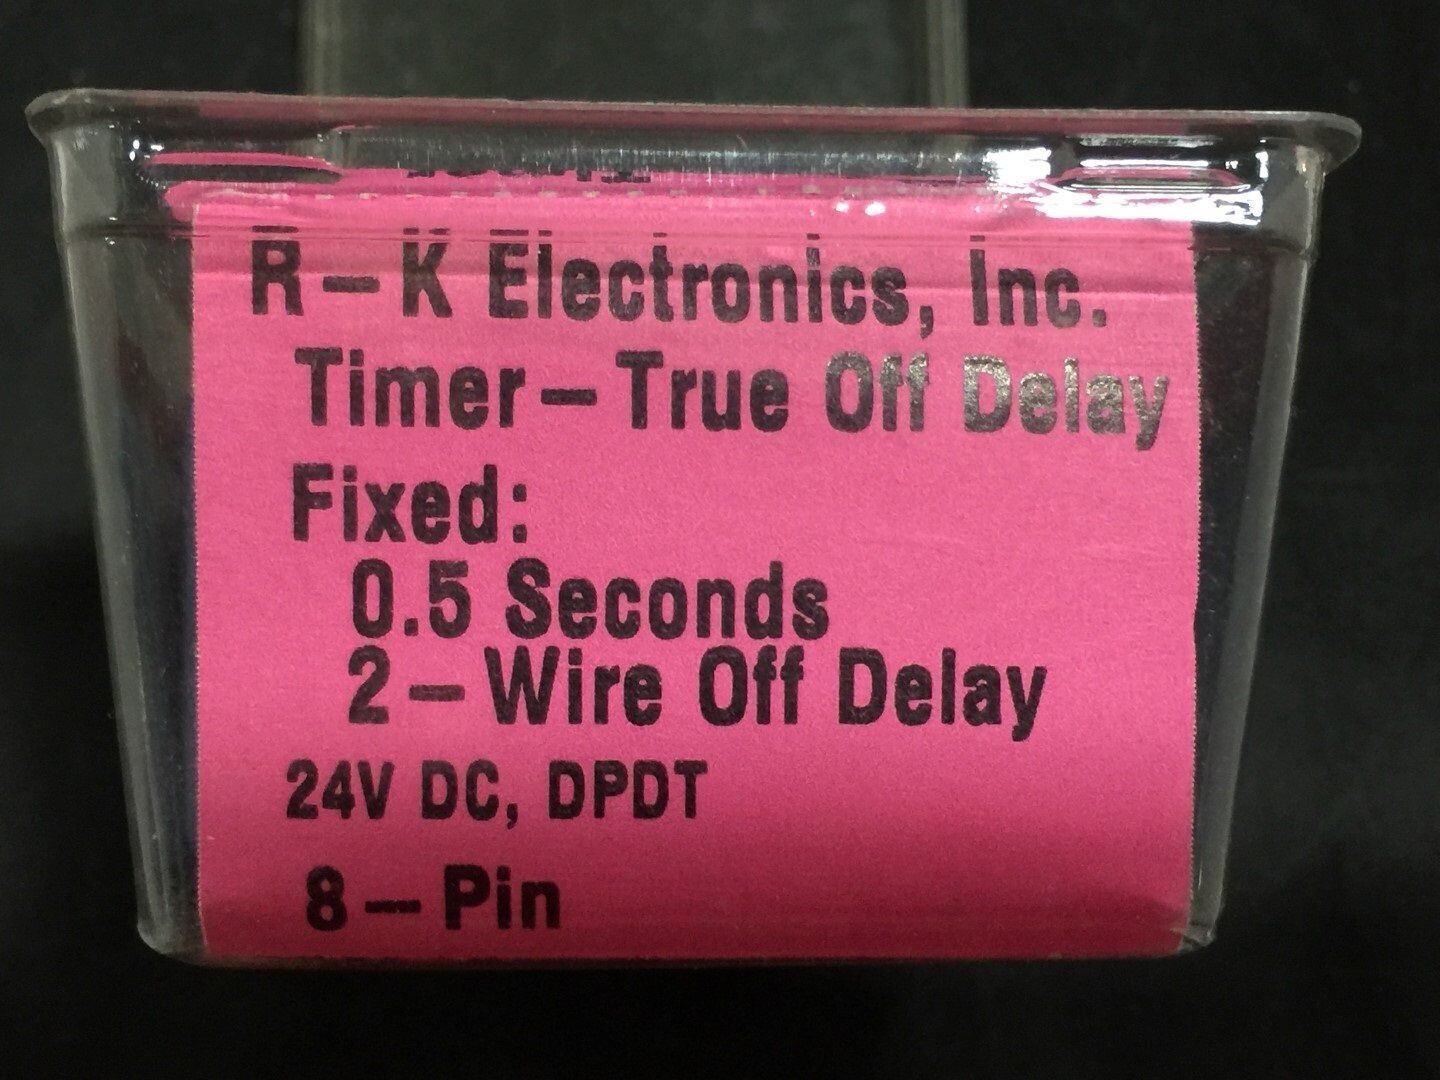 R - K Electronics, Inc.
Timer - True Off Delay
Fixed:
0.5 Seconds
2 - Wire Off Delay
24V DC, DPDT
8 - Pin